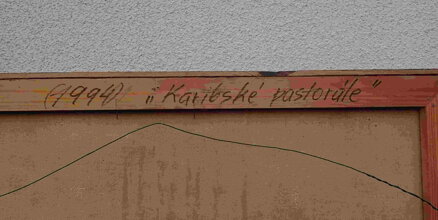 (1994) "Karibské pastorále"